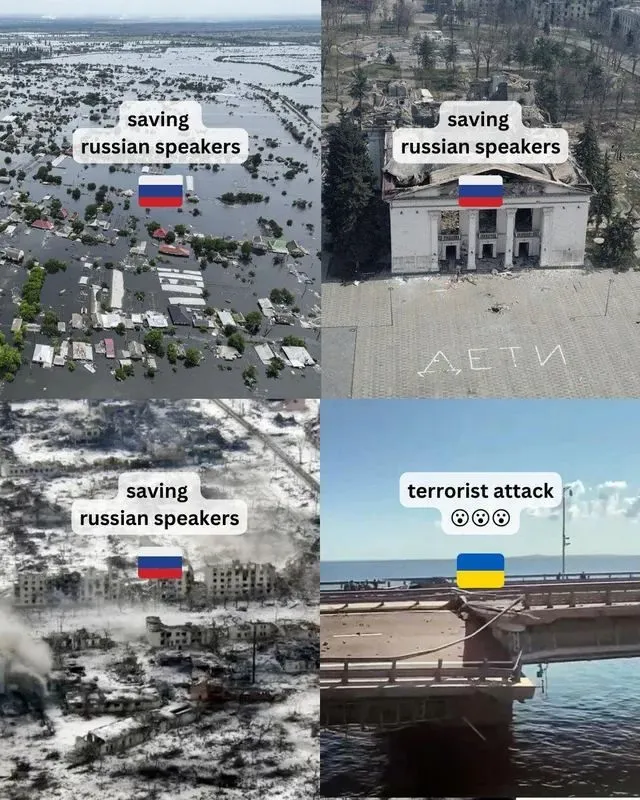 saving
russian speakers
saving
russian speakers
ДЕТИ
saving
russian speakers
terrorist attack
😮😮😮